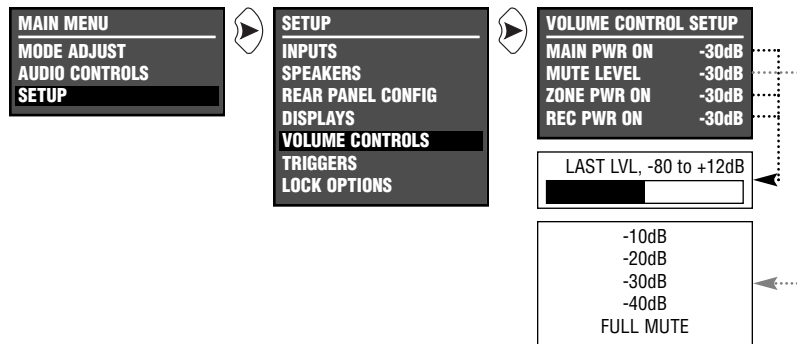 MAIN MENU
MODE ADJUST
AUDIO CONTROLS
SETUP
SETUP
INPUTS
SPEAKERS
REAR PANEL CONFIG
DISPLAYS
VOLUME CONTROLS
TRIGGERS
LOCK OPTIONS
VOLUME CONTROL SETUP
MAIN PWR ON -30dB
MUTE LEVEL -30dB
ZONE PWR ON -30dB
REC PWR ON -30dB
LAST LVL, -80 to +12dB
-10dB
-20dB
-30dB
-40dB
FULL MUTE